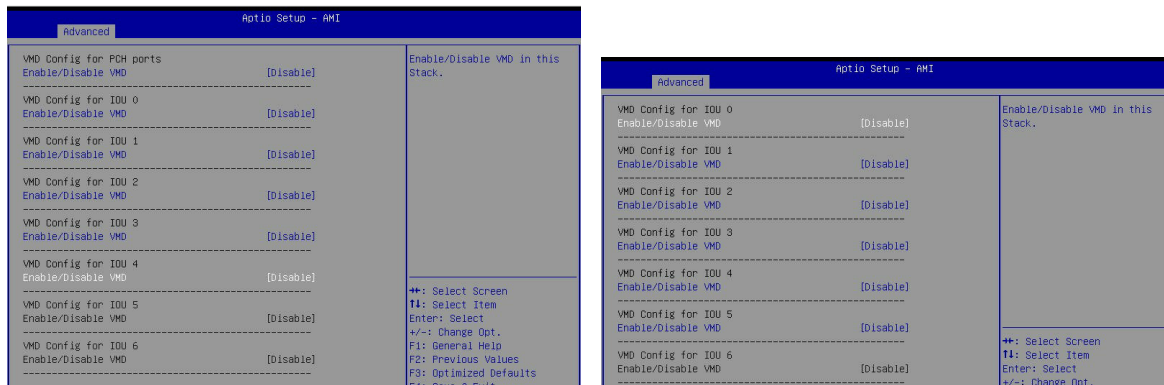 Aptio Setup – AMI
Advanced
VMD Config for PCH ports
Enable/Disable VMD [Disable]
VMD Config for IOU 0
Enable/Disable VMD [Disable]
VMD Config for IOU 1
Enable/Disable VMD [Disable]
VMD Config for IOU 2
Enable/Disable VMD [Disable]
VMD Config for IOU 3
Enable/Disable VMD [Disable]
VMD Config for IOU 4
Enable/Disable VMD [Disable]
VMD Config for IOU 5
Enable/Disable VMD [Disable]
VMD Config for IOU 6
Enable/Disable VMD [Disable]
Enable/Disable VMD in this
Stack.
→←: Select Screen
↑↓: Select Item
Enter: Select
+/-: Change Opt.
F1: General Help
F2: Previous Values
F3: Optimized Defaults
Aptio Setup – AMI
Advanced
VMD Config for IOU 0
Enable/Disable VMD [Disable]
VMD Config for IOU 1
Enable/Disable VMD [Disable]
VMD Config for IOU 2
Enable/Disable VMD [Disable]
VMD Config for IOU 3
Enable/Disable VMD [Disable]
VMD Config for IOU 4
Enable/Disable VMD [Disable]
VMD Config for IOU 5
Enable/Disable VMD [Disable]
VMD Config for IOU 6
Enable/Disable VMD [Disable]
Enable/Disable VMD in this
Stack.
→←: Select Screen
↑↓: Select Item
Enter: Select
+/-: Change Opt.